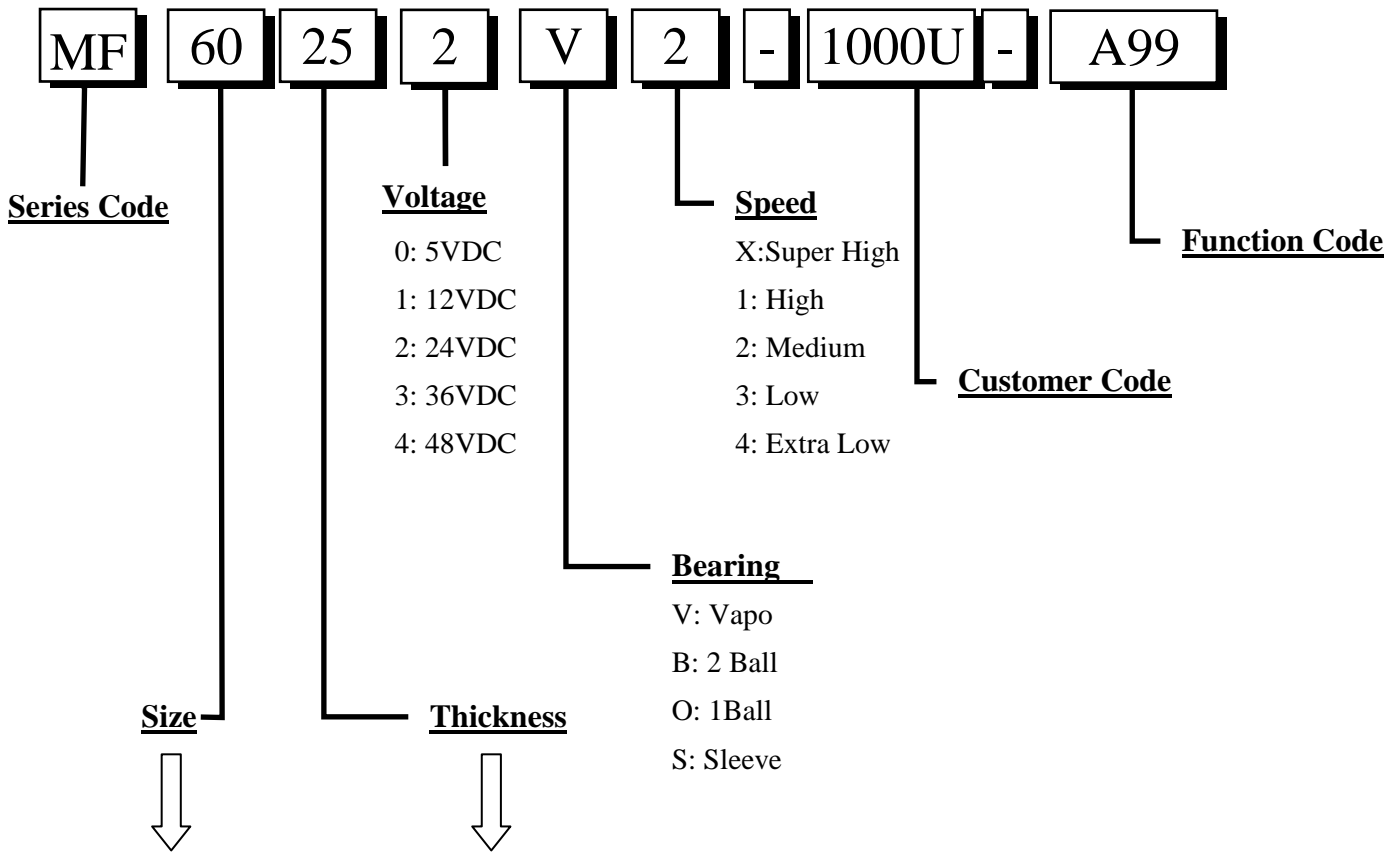 MF 60 25 2 V 2 - 1000U - A99
Series Code
Voltage
0: 5VDC
1: 12VDC
2: 24VDC
3: 36VDC
4: 48VDC
Speed
X:Super High
1: High
2: Medium
3: Low
4: Extra Low
Function Code
Customer Code
Bearing
V: Vapo
B: 2 Ball
O: 1Ball
S: Sleeve
Size
Thickness